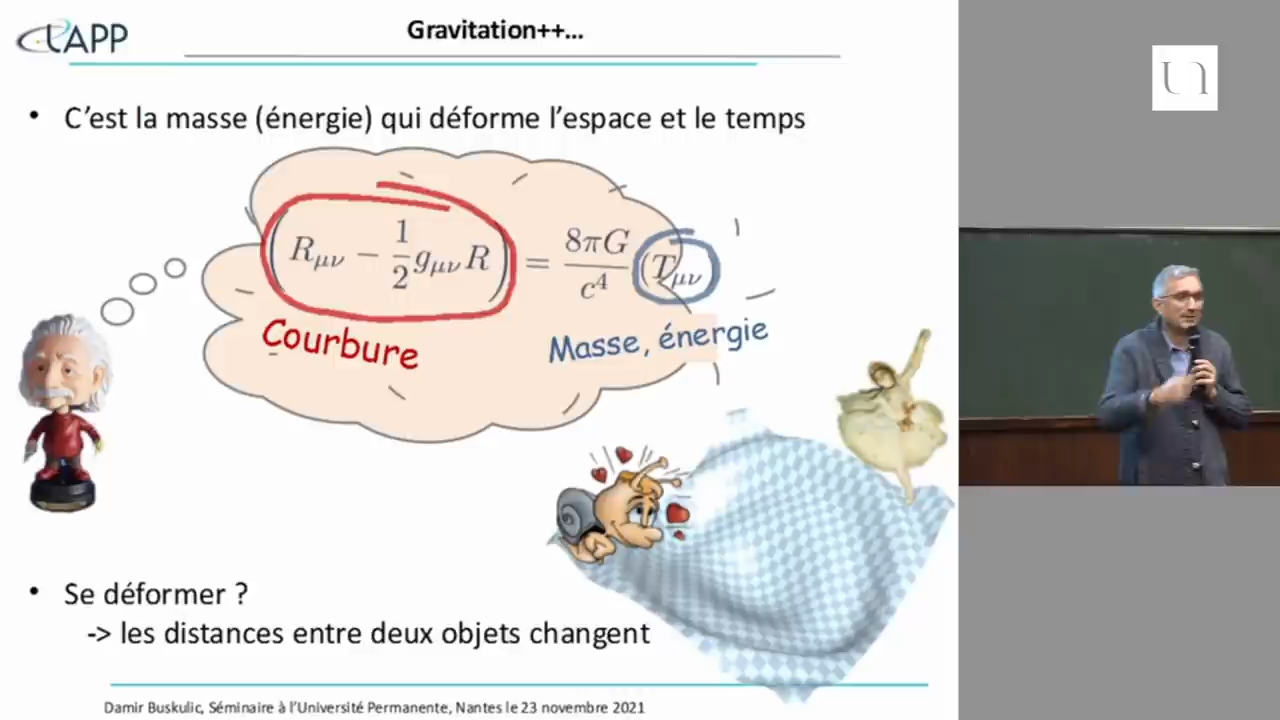 LAPP
Gravitation++...
• C'est la masse (énergie) qui déforme l'espace et le temps
(R_{μν} − 1/2 g_{μν} R) = 8πG/c⁴ (T_{μν}
Courbure
Masse, énergie
• Se déformer ?
-> les distances entre deux objets changent
Damir Buskulic, Séminaire à l'Université Permanente, Nantes le 23 novembre 2021